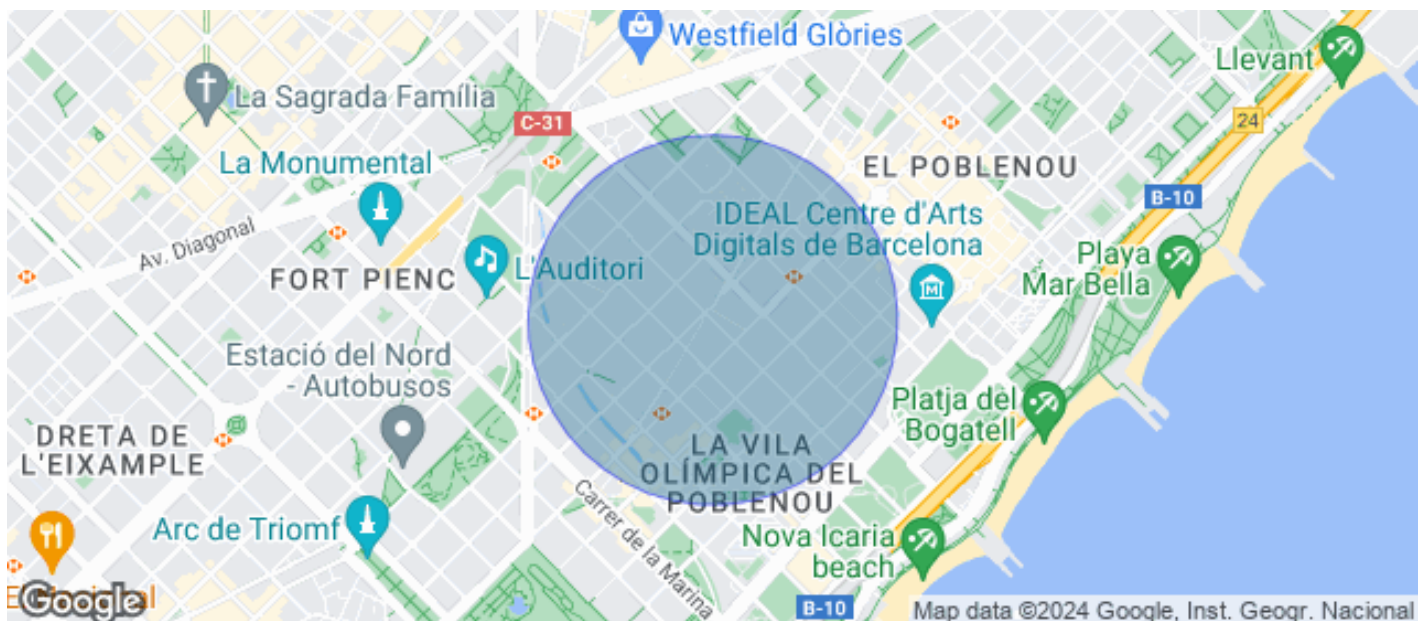 Westfield Glòries
Llevant
La Sagrada Família
C-31
24
La Monumental
EL POBLENOU
B-10
IDEAL Centre d'Arts
Digitals de Barcelona
Av. Diagonal
Playa
Mar Bella
FORT PIENC
L'Auditori
Estació del Nord
- Autobusos
Platja del
Bogatell
DRETA DE
L'EIXAMPLE
LA VILA
OLÍMPICA DEL
POBLENOU
Arc de Triomf
Carrer de la Marina
Nova Icaria
beach
Google
B-10
Map data ©2024 Google, Inst. Geogr. Nacional